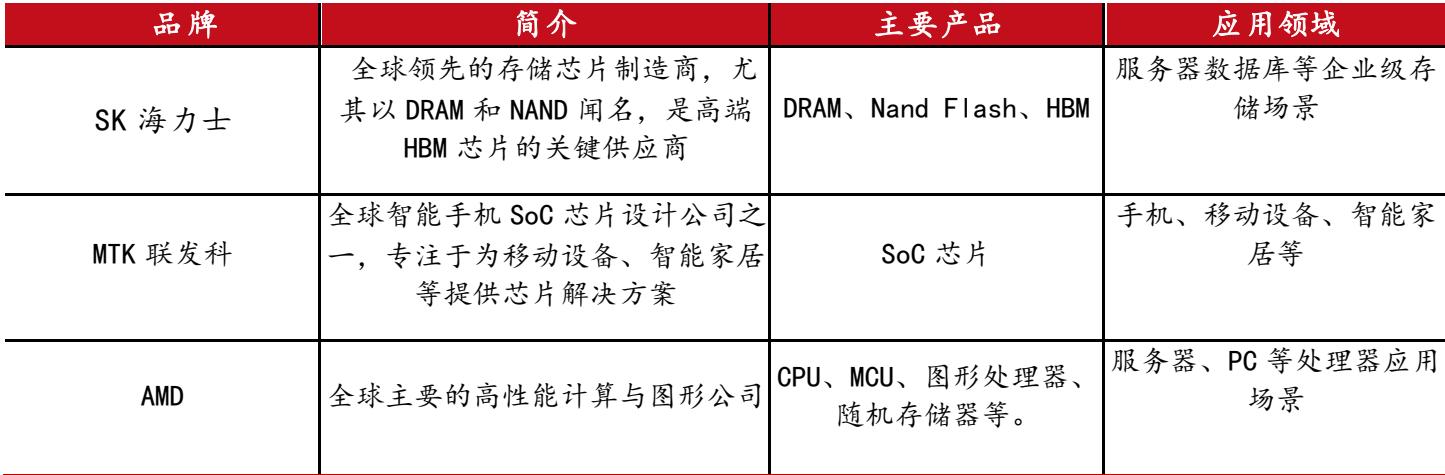 品牌 简介 主要产品 应用领域
SK 海力士
全球领先的存储芯片制造商，尤
其以 DRAM 和 NAND 闻名，是高端
HBM 芯片的关键供应商
DRAM、Nand Flash、HBM
服务器数据库等企业级存
储场景
MTK 联发科
全球智能手机 SoC 芯片设计公司之
一，专注于为移动设备、智能家居
等提供芯片解决方案
SoC 芯片
手机、移动设备、智能家
居等
AMD
全球主要的高性能计算与图形公司
CPU、MCU、图形处理器、
随机存储器等。
服务器、PC 等处理器应用
场景